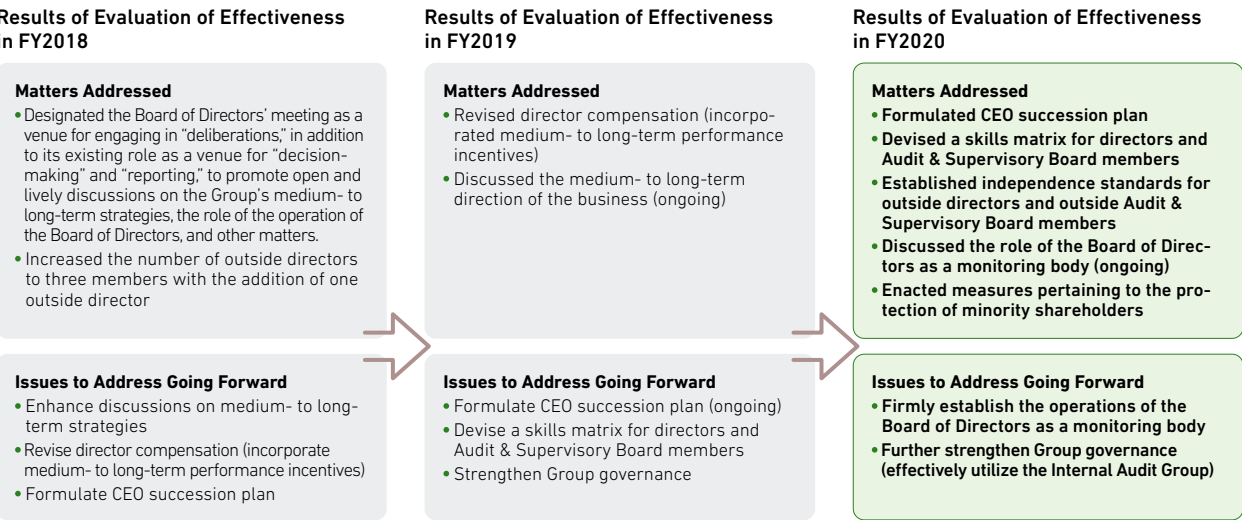 Results of Evaluation of Effectiveness
in FY2018
Matters Addressed
• Designated the Board of Directors’ meeting as a
venue for engaging in “deliberations,” in addition
to its existing role as a venue for “decision-
making” and “reporting,” to promote open and
lively discussions on the Group’s medium- to
long-term strategies, the role of the operation of
the Board of Directors, and other matters.
• Increased the number of outside directors
to three members with the addition of one
outside director
Issues to Address Going Forward
• Enhance discussions on medium- to long-
term strategies
• Revise director compensation (incorporate
medium- to long-term performance incentives)
• Formulate CEO succession plan
Results of Evaluation of Effectiveness
in FY2019
Matters Addressed
• Revised director compensation (incorpo-
rated medium- to long-term performance
incentives)
• Discussed the medium- to long-term
direction of the business (ongoing)
Issues to Address Going Forward
• Formulate CEO succession plan (ongoing)
• Devise a skills matrix for directors and
Audit & Supervisory Board members
• Strengthen Group governance
Results of Evaluation of Effectiveness
in FY2020
Matters Addressed
• Formulated CEO succession plan
• Devised a skills matrix for directors and
Audit & Supervisory Board members
• Established independence standards for
outside directors and outside Audit &
Supervisory Board members
• Discussed the role of the Board of Direc-
tors as a monitoring body (ongoing)
• Enacted measures pertaining to the pro-
tection of minority shareholders
Issues to Address Going Forward
• Firmly establish the operations of the
Board of Directors as a monitoring body
• Further strengthen Group governance
(effectively utilize the Internal Audit Group)